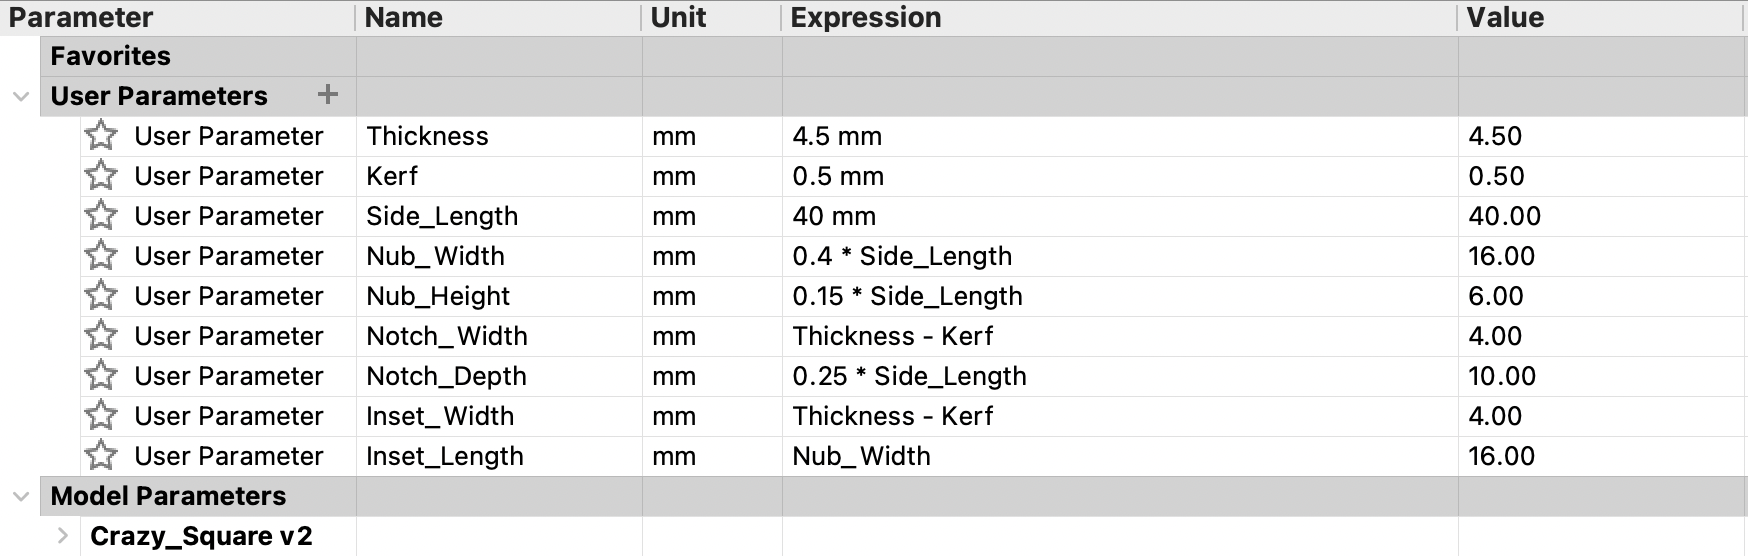 Parameter Name Unit Expression Value
Favorites
User Parameters +
User Parameter Thickness mm 4.5 mm 4.50
User Parameter Kerf mm 0.5 mm 0.50
User Parameter Side_Length mm 40 mm 40.00
User Parameter Nub_Width mm 0.4 * Side_Length 16.00
User Parameter Nub_Height mm 0.15 * Side_Length 6.00
User Parameter Notch_Width mm Thickness - Kerf 4.00
User Parameter Notch_Depth mm 0.25 * Side_Length 10.00
User Parameter Inset_Width mm Thickness - Kerf 4.00
User Parameter Inset_Length mm Nub_Width 16.00
Model Parameters
Crazy_Square v2